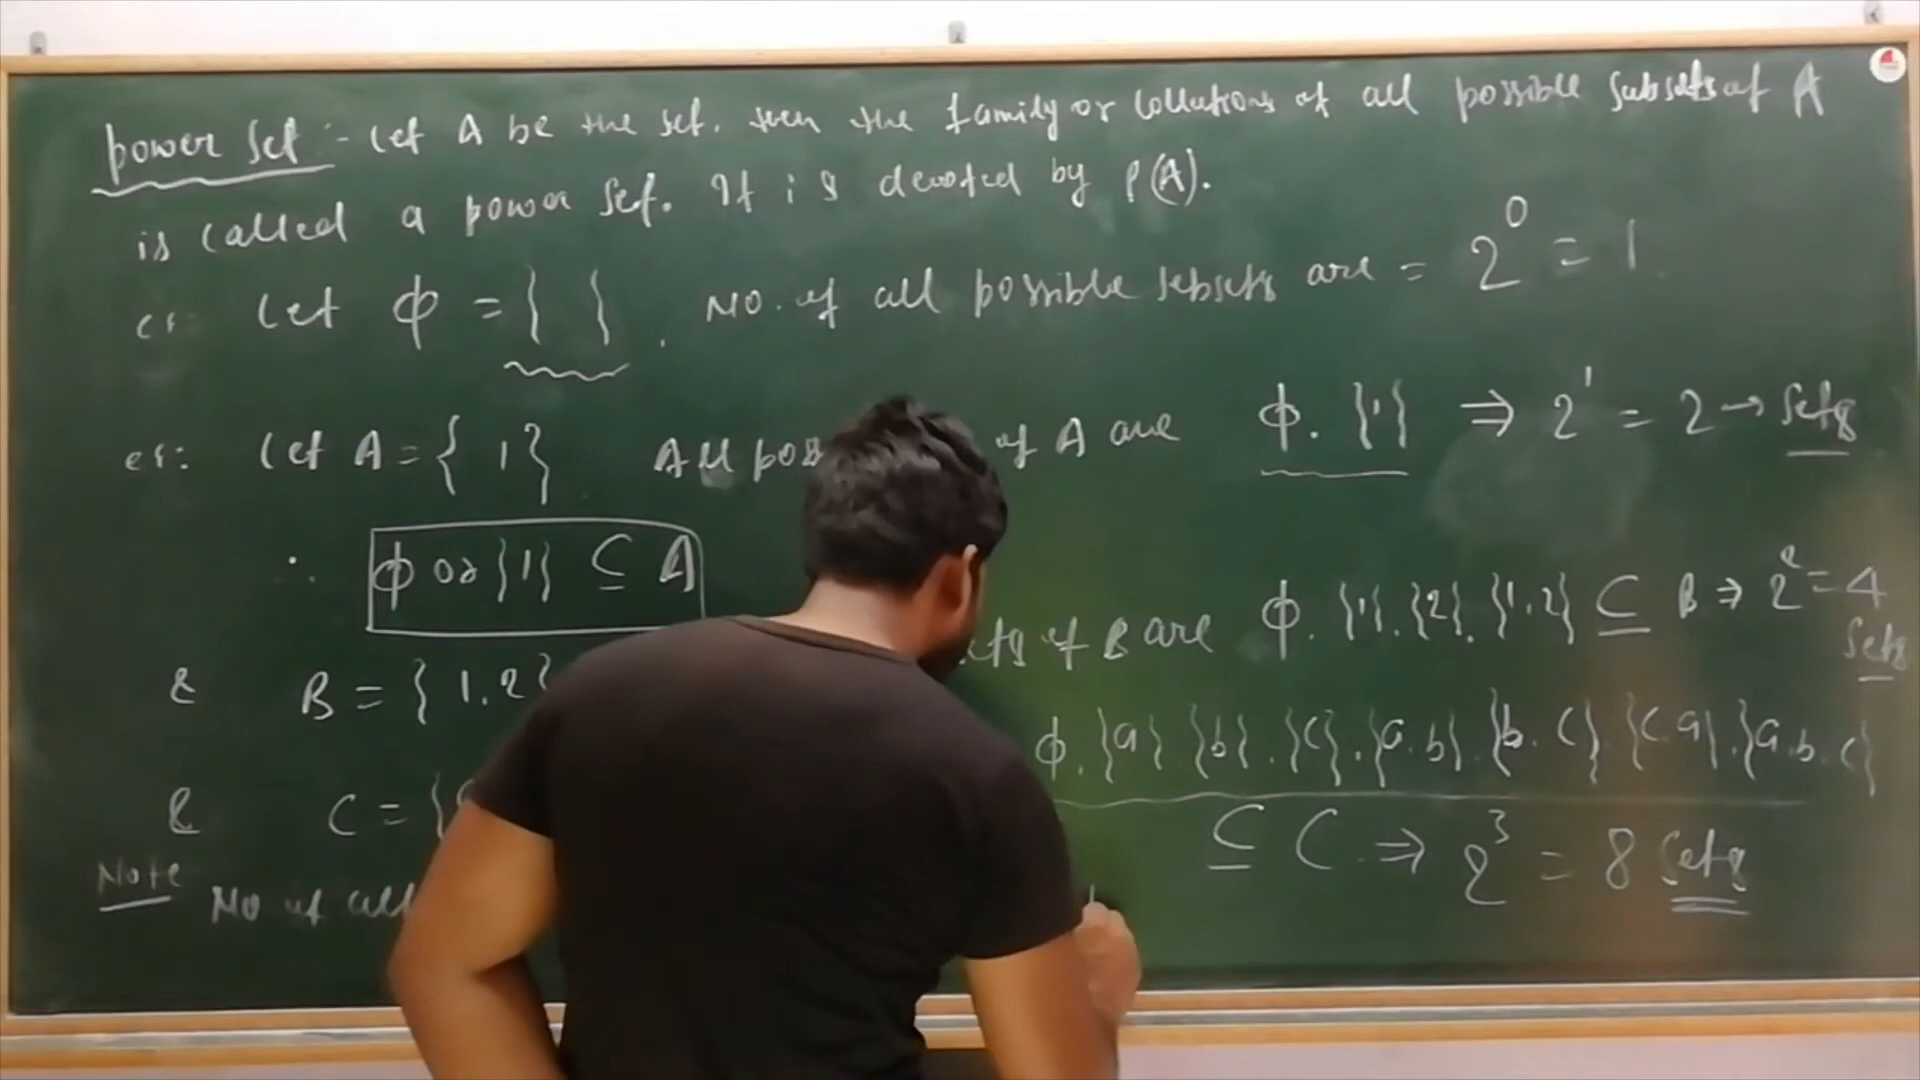 power Set :- Let A be the set. then the family or collections of all possible subsets of A
is called a power set. It is denoted by P(A).
ex: Let ϕ = { }. No. of all possible subsets are = 2⁰ = 1
ex: Let A = { 1 } All poss of A are ϕ. {1} ⇒ 2¹ = 2 → Sets
∴ ϕ or {1} ⊆ A
ets of B are ϕ. {1}. {2}. {1.2} ⊆ B ⇒ 2² = 4
Sets
& B = { 1.2}
ϕ. {a} {b}. {c}. {a.b}. {b.c} {c.a}. {a.b.c}
& C = {
⊆ C ⇒ 2³ = 8 Sets
Note No of all